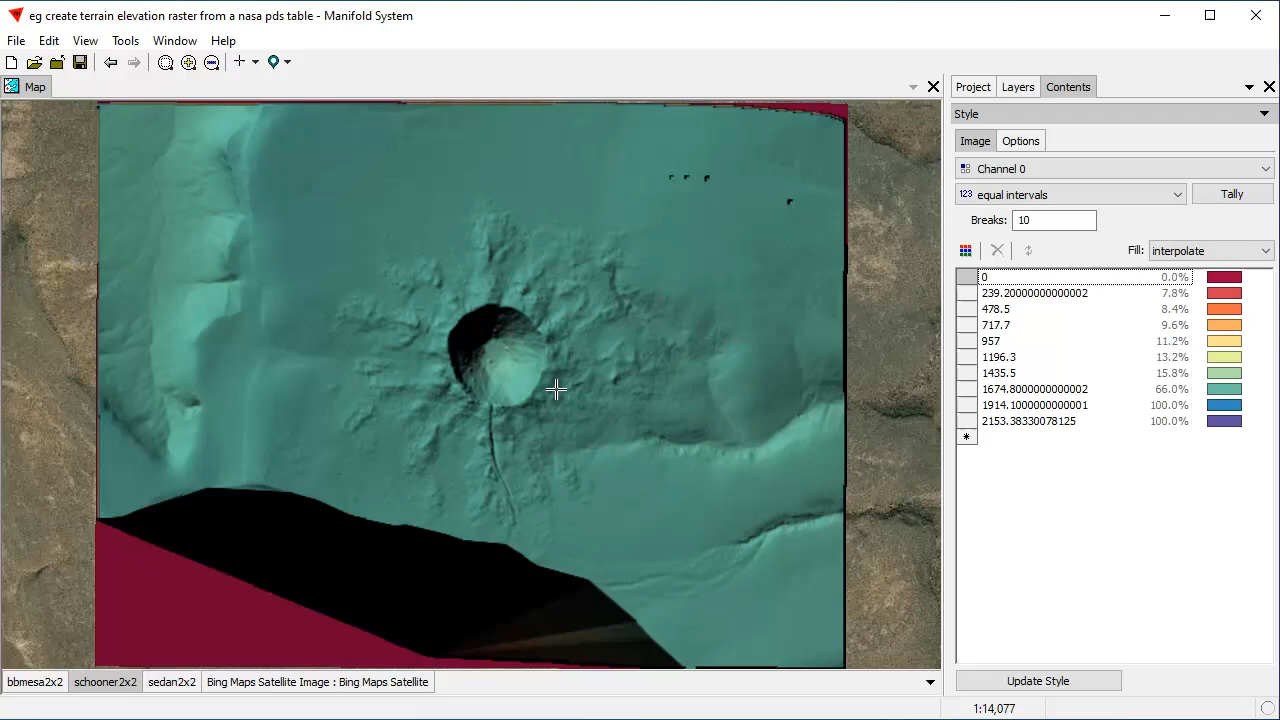 eg create terrain elevation raster from a nasa pds table - Manifold System
File Edit View Tools Window Help
Map
Project Layers Contents
Style
Image Options
Channel 0
123 equal intervals Tally
Breaks: 10
Fill: interpolate
0 0.0%
239.20000000000002 7.8%
478.5 8.4%
717.7 9.6%
957 11.2%
1196.3 13.2%
1435.5 15.8%
1674.8000000000002 66.0%
1914.1000000000001 100.0%
2153.38330078125 100.0%
Update Style
bbmesa2x2 schooner2x2 sedan2x2 Bing Maps Satellite Image : Bing Maps Satellite
1:14,077